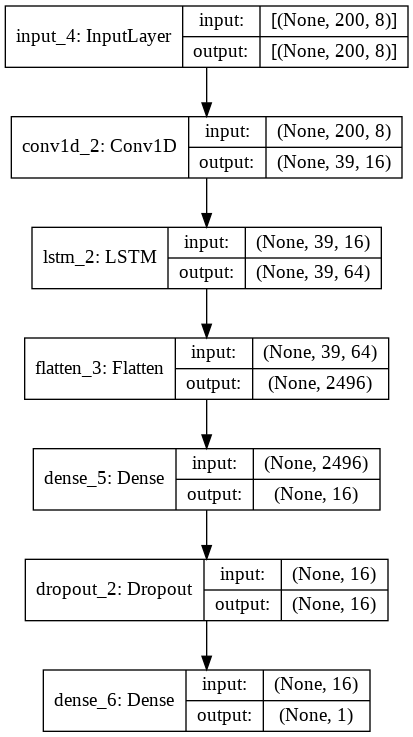 input_4: InputLayer
input: [(None, 200, 8)]
output: [(None, 200, 8)]
conv1d_2: Conv1D
input: (None, 200, 8)
output: (None, 39, 16)
lstm_2: LSTM
input: (None, 39, 16)
output: (None, 39, 64)
flatten_3: Flatten
input: (None, 39, 64)
output: (None, 2496)
dense_5: Dense
input: (None, 2496)
output: (None, 16)
dropout_2: Dropout
input: (None, 16)
output: (None, 16)
dense_6: Dense
input: (None, 16)
output: (None, 1)